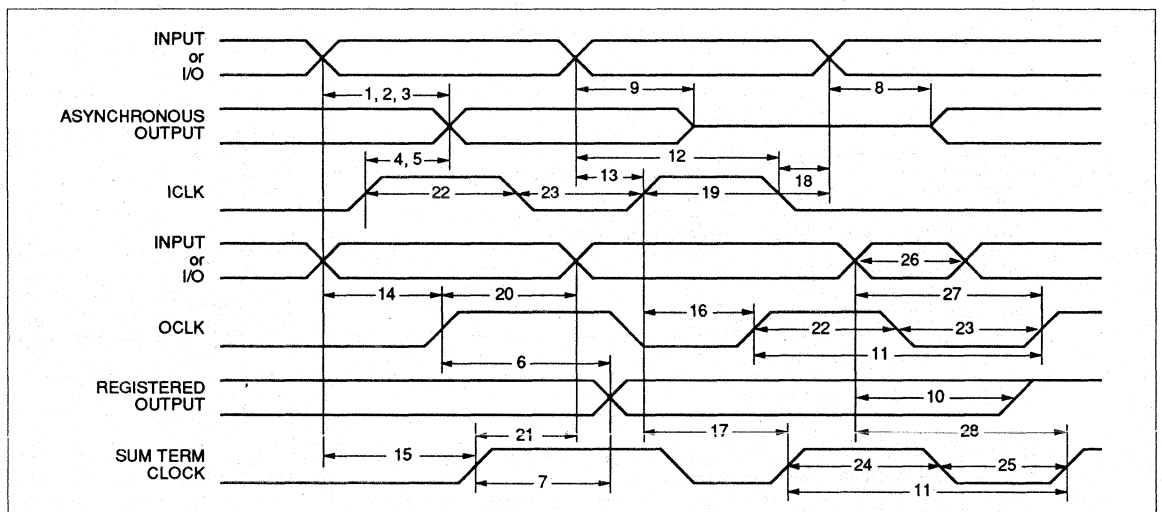 INPUT
or
I/O
1, 2, 3
9
8
ASYNCHRONOUS
OUTPUT
4, 5
12
13
18
ICLK
22
23
19
INPUT
or
I/O
26
14
20
27
16
OCLK
22
23
11
6
REGISTERED
OUTPUT
10
21
17
28
15
SUM TERM
CLOCK
24
25
7
11